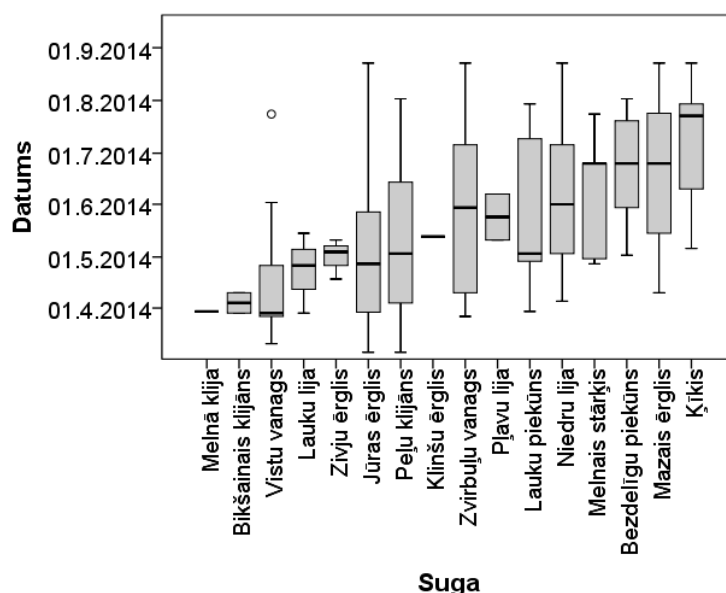 01.9.2014
01.8.2014
01.7.2014
01.6.2014
01.5.2014
01.4.2014
Datums
Melnā klija
Bikšainais klijāns
Vistu vanags
Lauku lija
Zivju ērglis
Jūras ērglis
Peļu klijāns
Klinšu ērglis
Zvirbuļu vanags
Pļavu lija
Lauku piekūns
Niedru lija
Melnais stārķis
Bezdelīgu piekūns
Mazais ērglis
Ķīķis
Suga